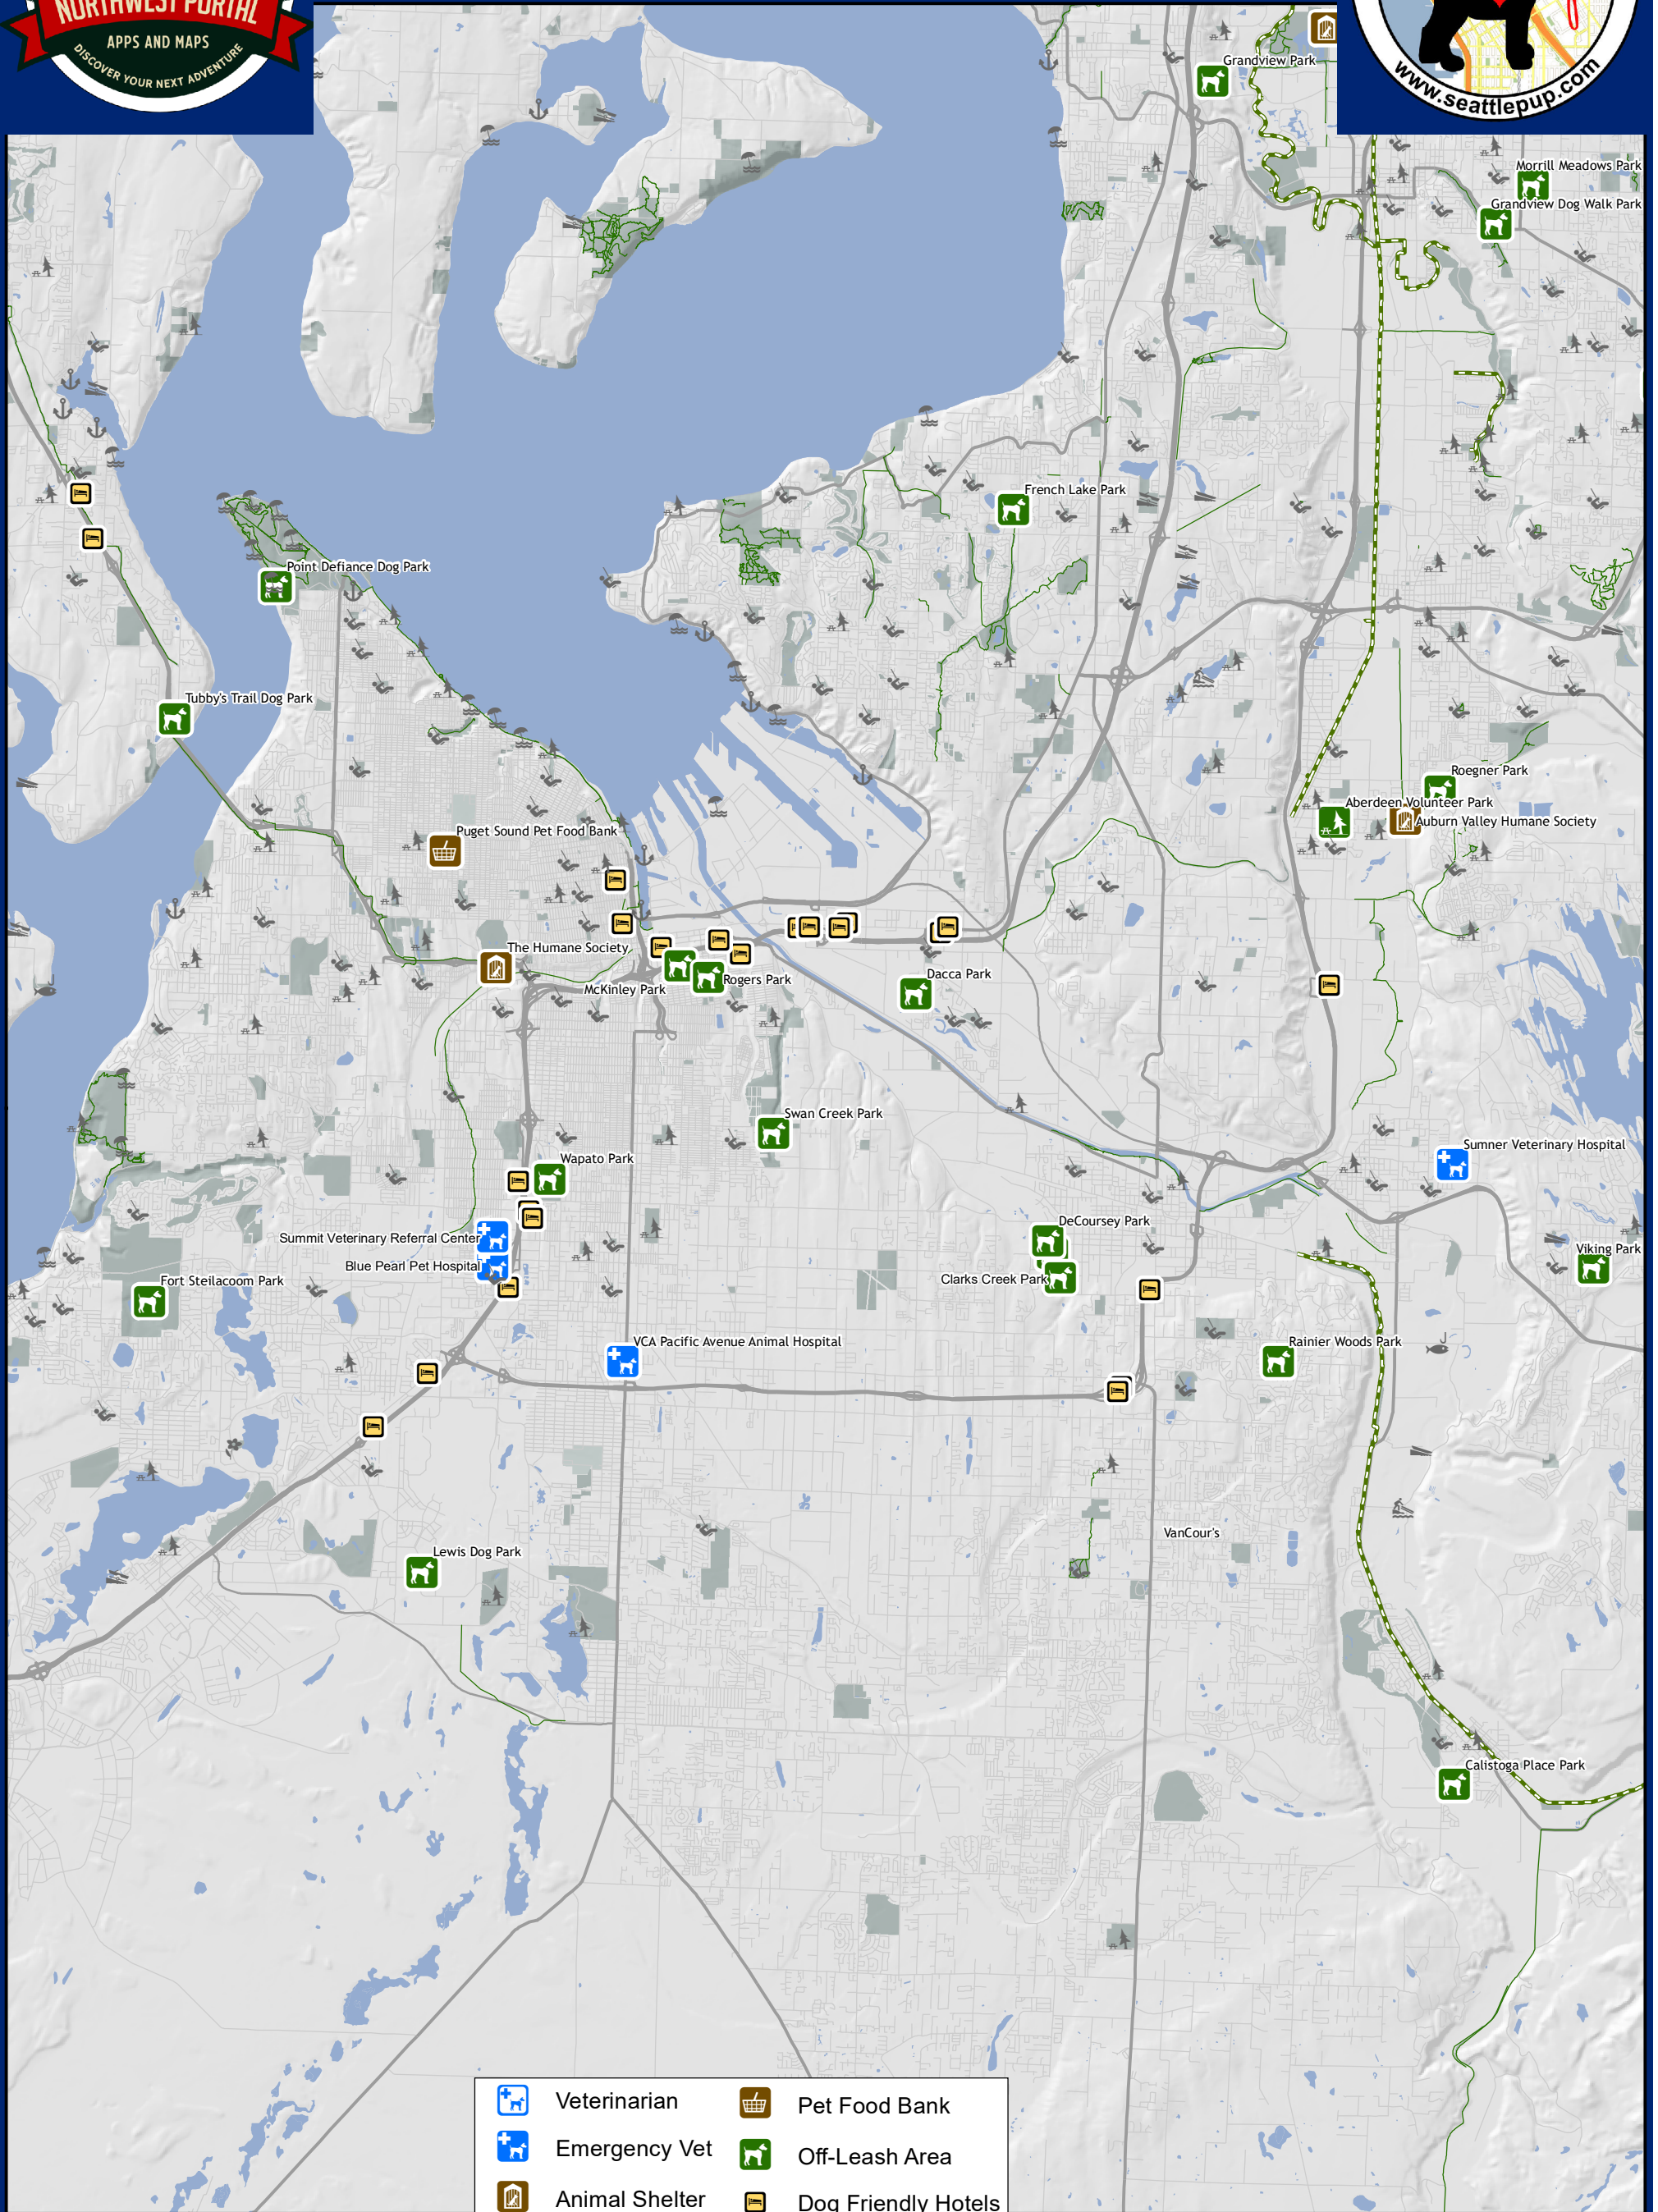 NORTHWEST PORTAL
APPS AND MAPS
DISCOVER YOUR NEXT ADVENTURE
www.seattlepup.com
Grandview Park
Morrill Meadows Park
Grandview Dog Walk Park
French Lake Park
Point Defiance Dog Park
Tubby's Trail Dog Park
Roegner Park
Aberdeen Volunteer Park
Auburn Valley Humane Society
Puget Sound Pet Food Bank
The Humane Society
McKinley Park
Rogers Park
Dacca Park
Swan Creek Park
Sumner Veterinary Hospital
Wapato Park
DeCoursey Park
Summit Veterinary Referral Center
Viking Park
Blue Pearl Pet Hospital
Clarks Creek Park
Fort Steilacoom Park
VCA Pacific Avenue Animal Hospital
Rainier Woods Park
VanCour's
Lewis Dog Park
Calistoga Place Park
Veterinarian
Pet Food Bank
Emergency Vet
Off-Leash Area
Animal Shelter
Dog Friendly Hotels